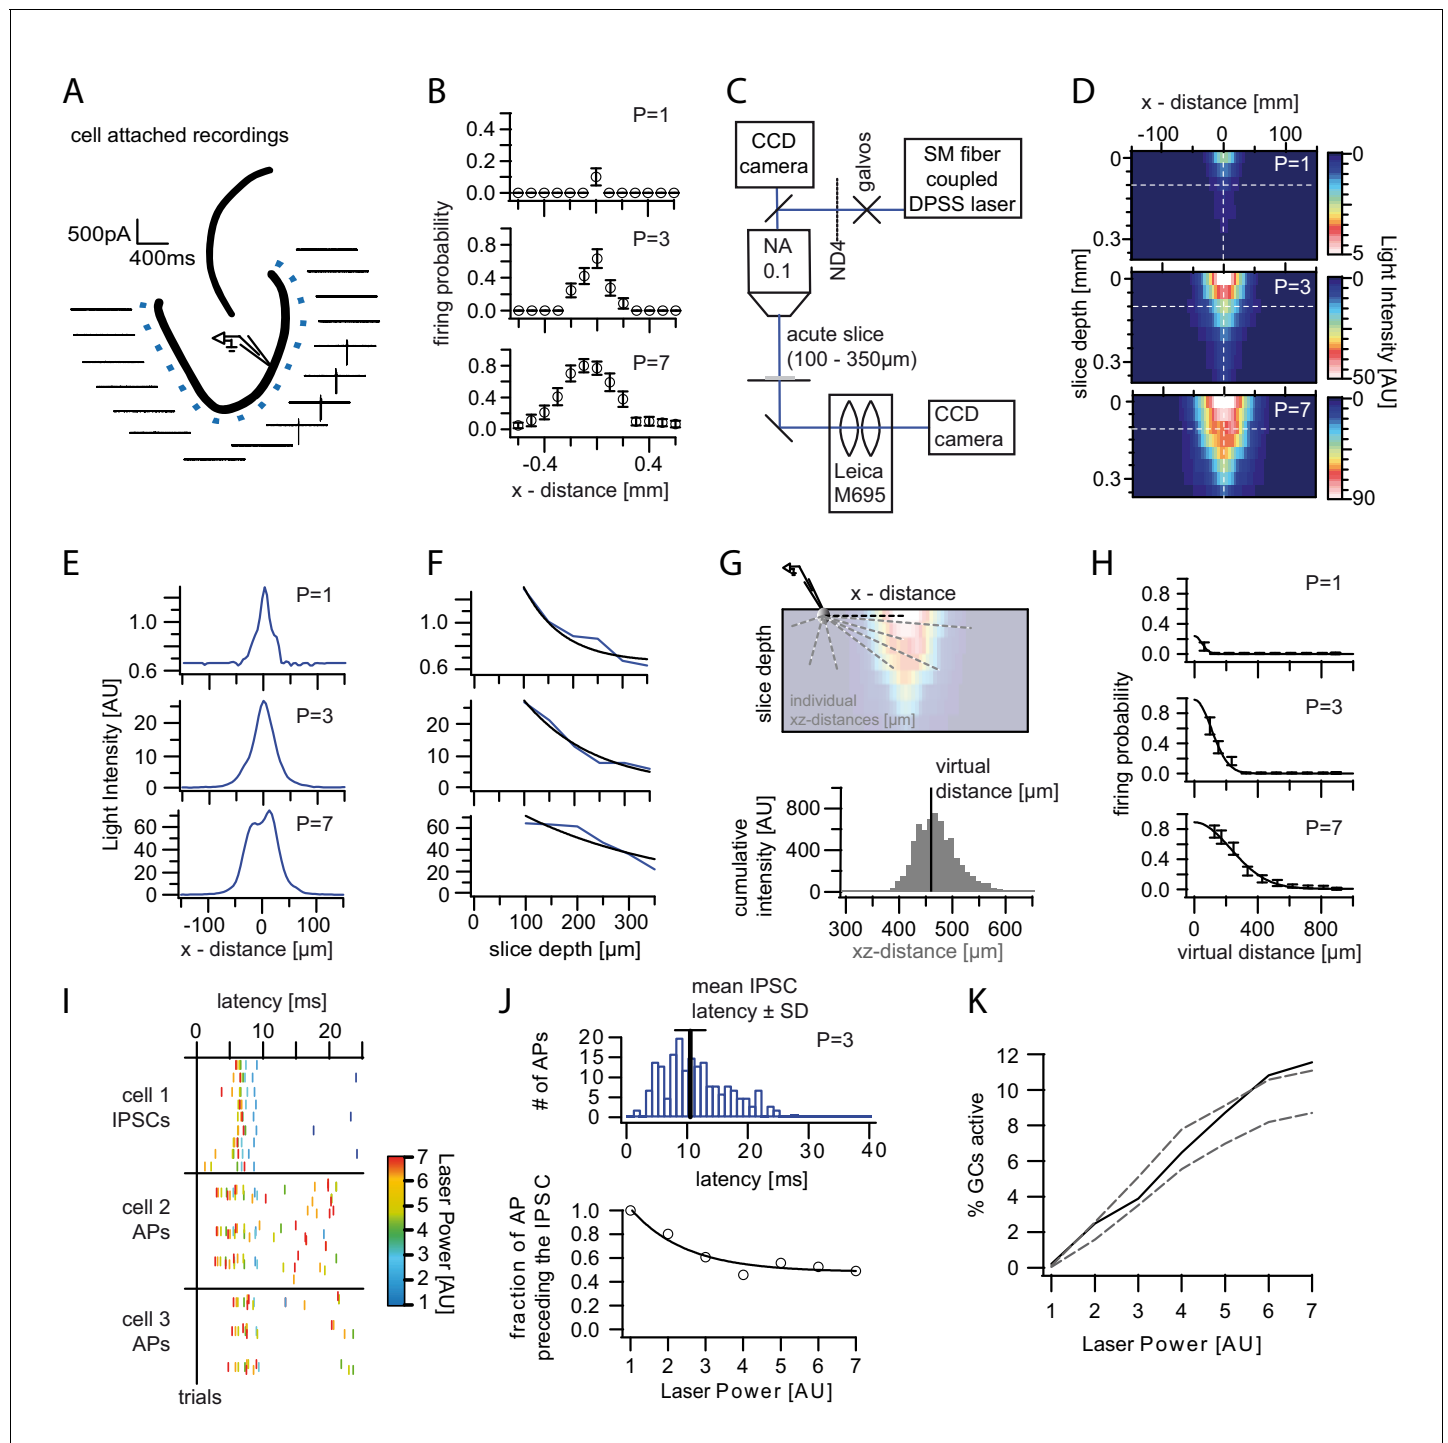 A
cell attached recordings
500pA
400ms
B
firing probability
P=1
0.4
0.2
0.0
P=3
0.8
0.4
0.0
P=7
0.8
0.4
0.0
-0.4
0.4
x - distance [mm]
C
CCD
camera
galvos
SM fiber
coupled
DPSS laser
ND4
NA
0.1
acute slice
(100 - 350µm)
Leica
M695
CCD
camera
D
x - distance [mm]
-100
0
100
slice depth [mm]
0
0.3
P=1
0
5
0
0.3
P=3
0
50
0
0.3
P=7
0
90
Light Intensity [AU]
E
Light Intensity [AU]
P=1
1.0
0.6
P=3
20
10
0
P=7
60
40
20
0
-100
0
100
x - distance [µm]
F
1.0
0.6
20
10
0
60
40
20
0
0
100
200
300
slice depth [µm]
G
x - distance
slice depth
individual
xz-distances [µm]
virtual
distance [µm]
cumulative
intensity [AU]
800
400
0
300
400
500
600
xz-distance [µm]
H
firing probability
P=1
0.8
0.4
0.0
P=3
0.8
0.4
0.0
P=7
0.8
0.4
0.0
0
400
800
virtual distance [µm]
I
latency [ms]
0
10
20
cell 1
IPSCs
cell 2
APs
cell 3
APs
trials
7
6
5
4
3
2
1
Laser Power [AU]
J
mean IPSC
latency ± SD
P=3
# of APs
20
15
10
5
0
0
10
20
30
40
latency [ms]
fraction of AP
preceding the IPSC
1.0
0.8
0.6
0.4
0.2
0.0
1
2
3
4
5
6
7
Laser Power [AU]
K
% GCs active
12
10
8
6
4
2
0
1
2
3
4
5
6
7
Laser Power [AU]